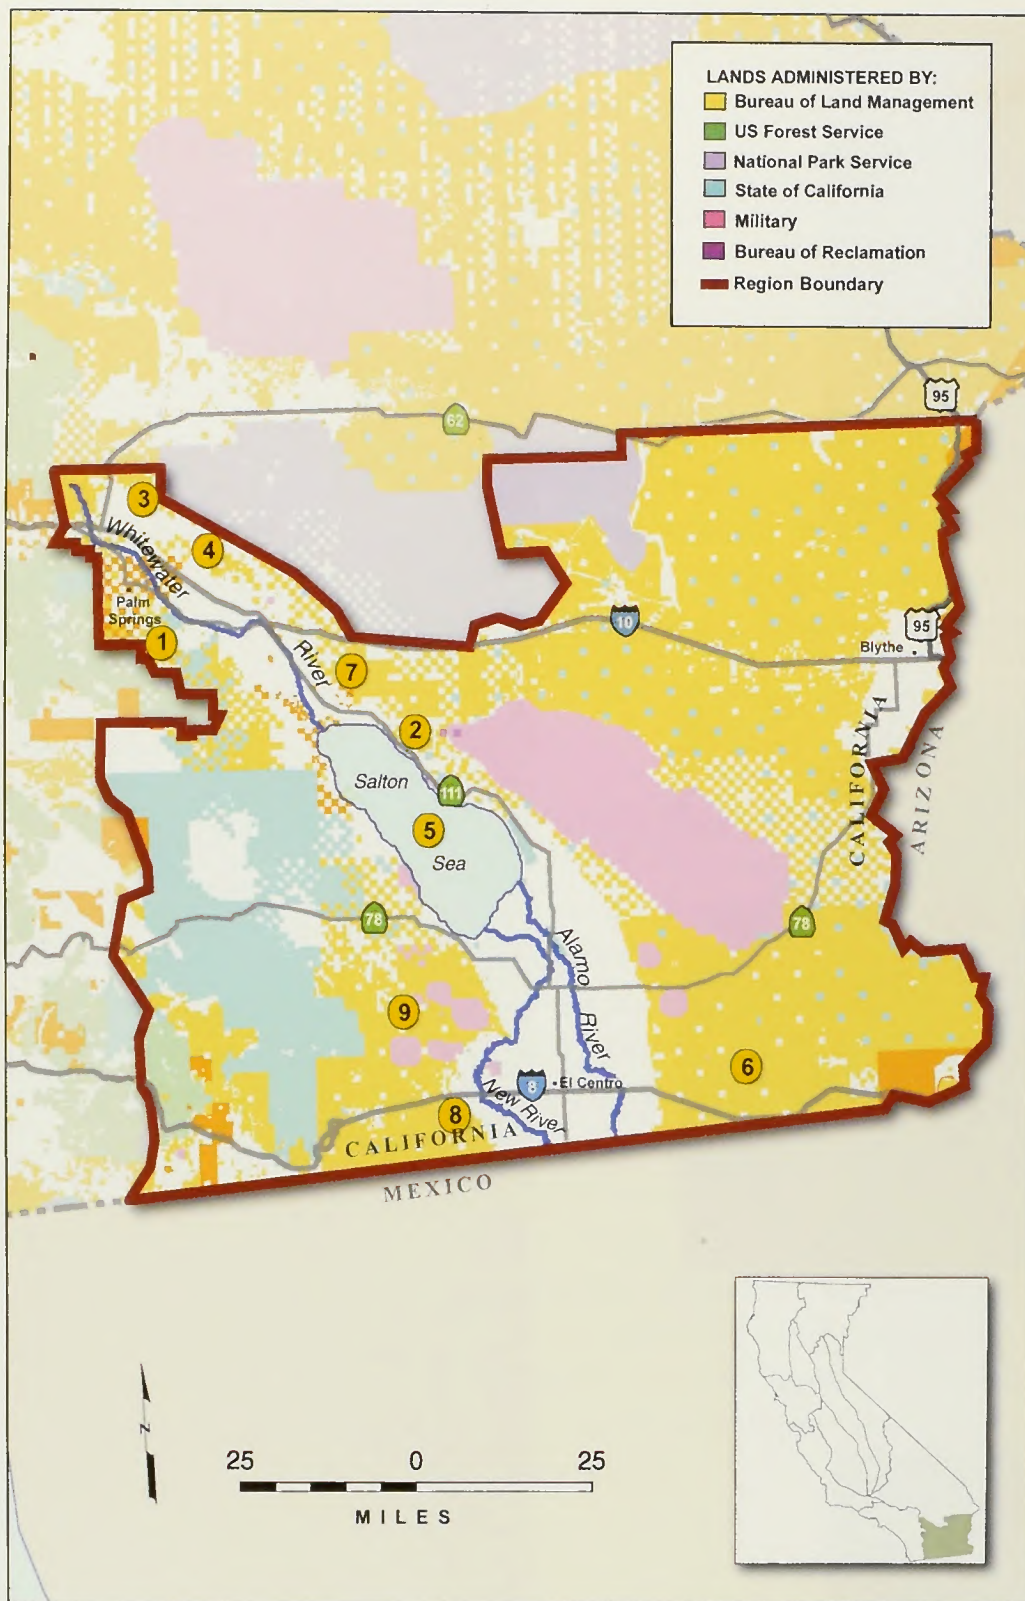 LANDS ADMINISTERED BY:
Bureau of Land Management
US Forest Service
National Park Service
State of California
Military
Bureau of Reclamation
Region Boundary
95
62
3
4
Whitewater
Palm
Springs
1
10
95
Blythe
River
7
2
Salton
111
5
Sea
CALIFORNIA
ARIZONA
78
78
Alamo
9
River
6
8
El Centro
New River
8
CALIFORNIA
MEXICO
N
25 0 25
MILES